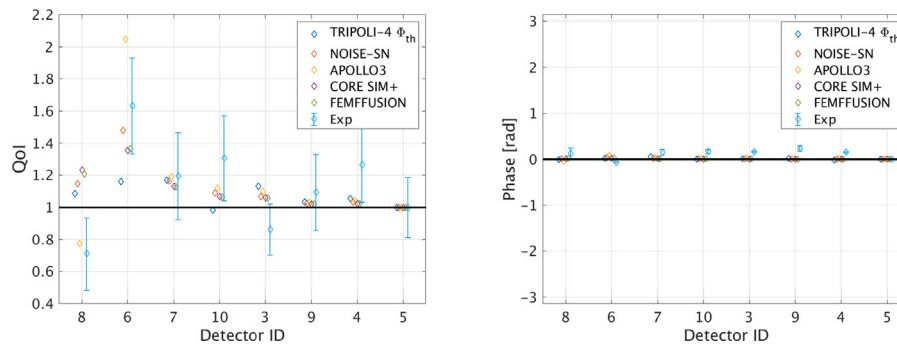 2.2
2
1.8
1.6
1.4
1.2
1
0.8
0.6
0.4
QoI
TRIPOLI-4 Φth
NOISE-SN
APOLLO3
CORE SIM+
FEMFFUSION
Exp
8 6 7 10 3 9 4 5
Detector ID
3
2
1
0
-1
-2
-3
Phase [rad]
TRIPOLI-4 Φth
NOISE-SN
APOLLO3
CORE SIM+
FEMFFUSION
Exp
8 6 7 10 3 9 4 5
Detector ID